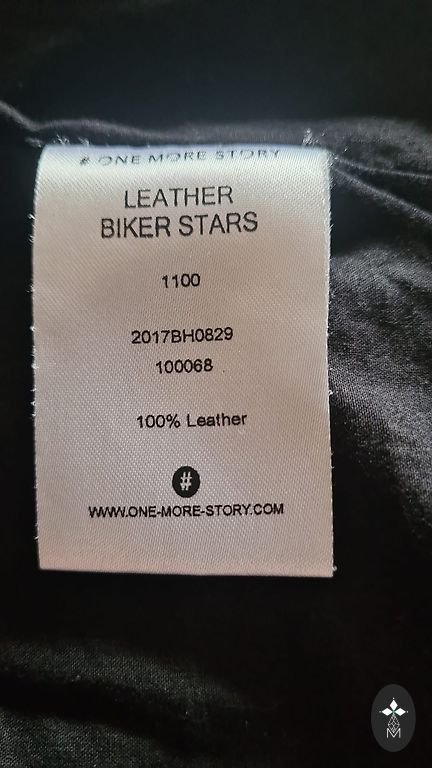 # ONE MORE STORY
LEATHER
BIKER STARS
1100
2017BH0829
100068
100% Leather
#
WWW.ONE-MORE-STORY.COM
M